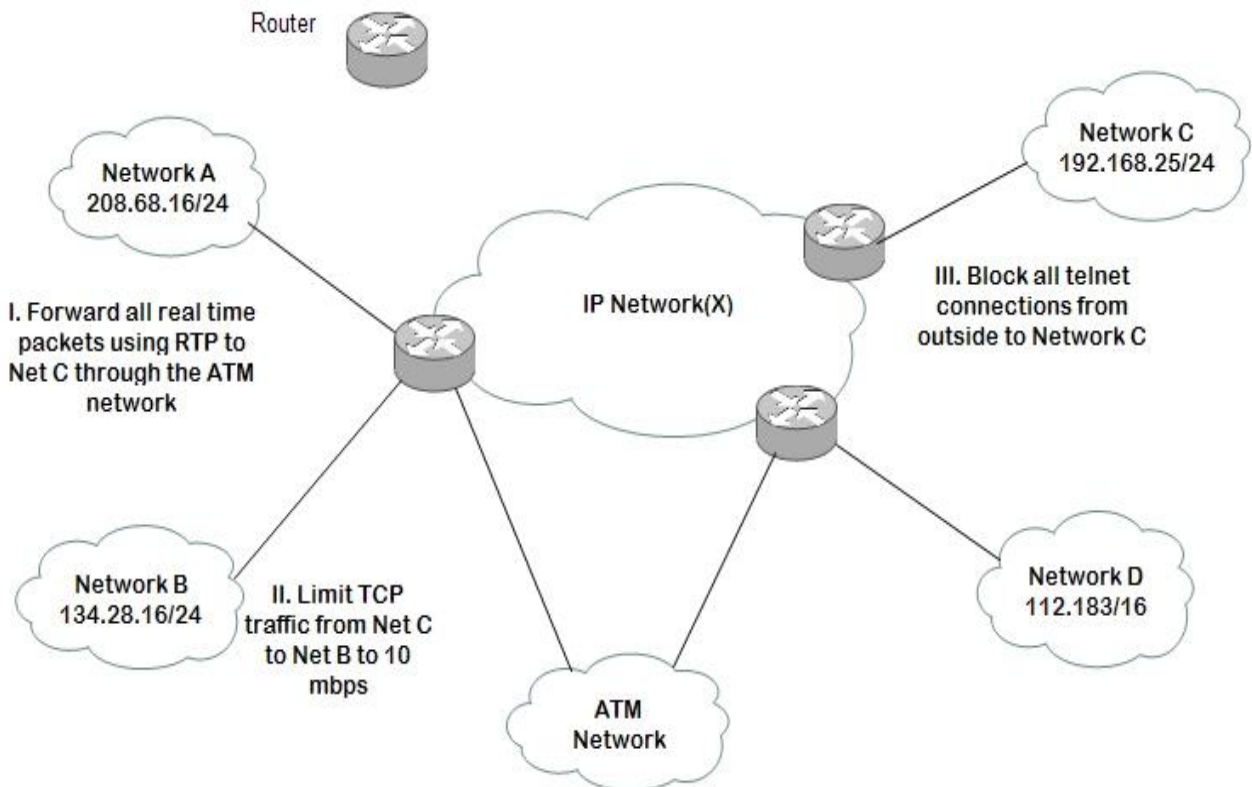 Router
Network A
208.68.16/24
Network C
192.168.25/24
IP Network(X)
I. Forward all real time
packets using RTP to
Net C through the ATM
network
III. Block all telnet
connections from
outside to Network C
Network B
134.28.16/24
II. Limit TCP
traffic from Net C
to Net B to 10
mbps
Network D
112.183/16
ATM
Network